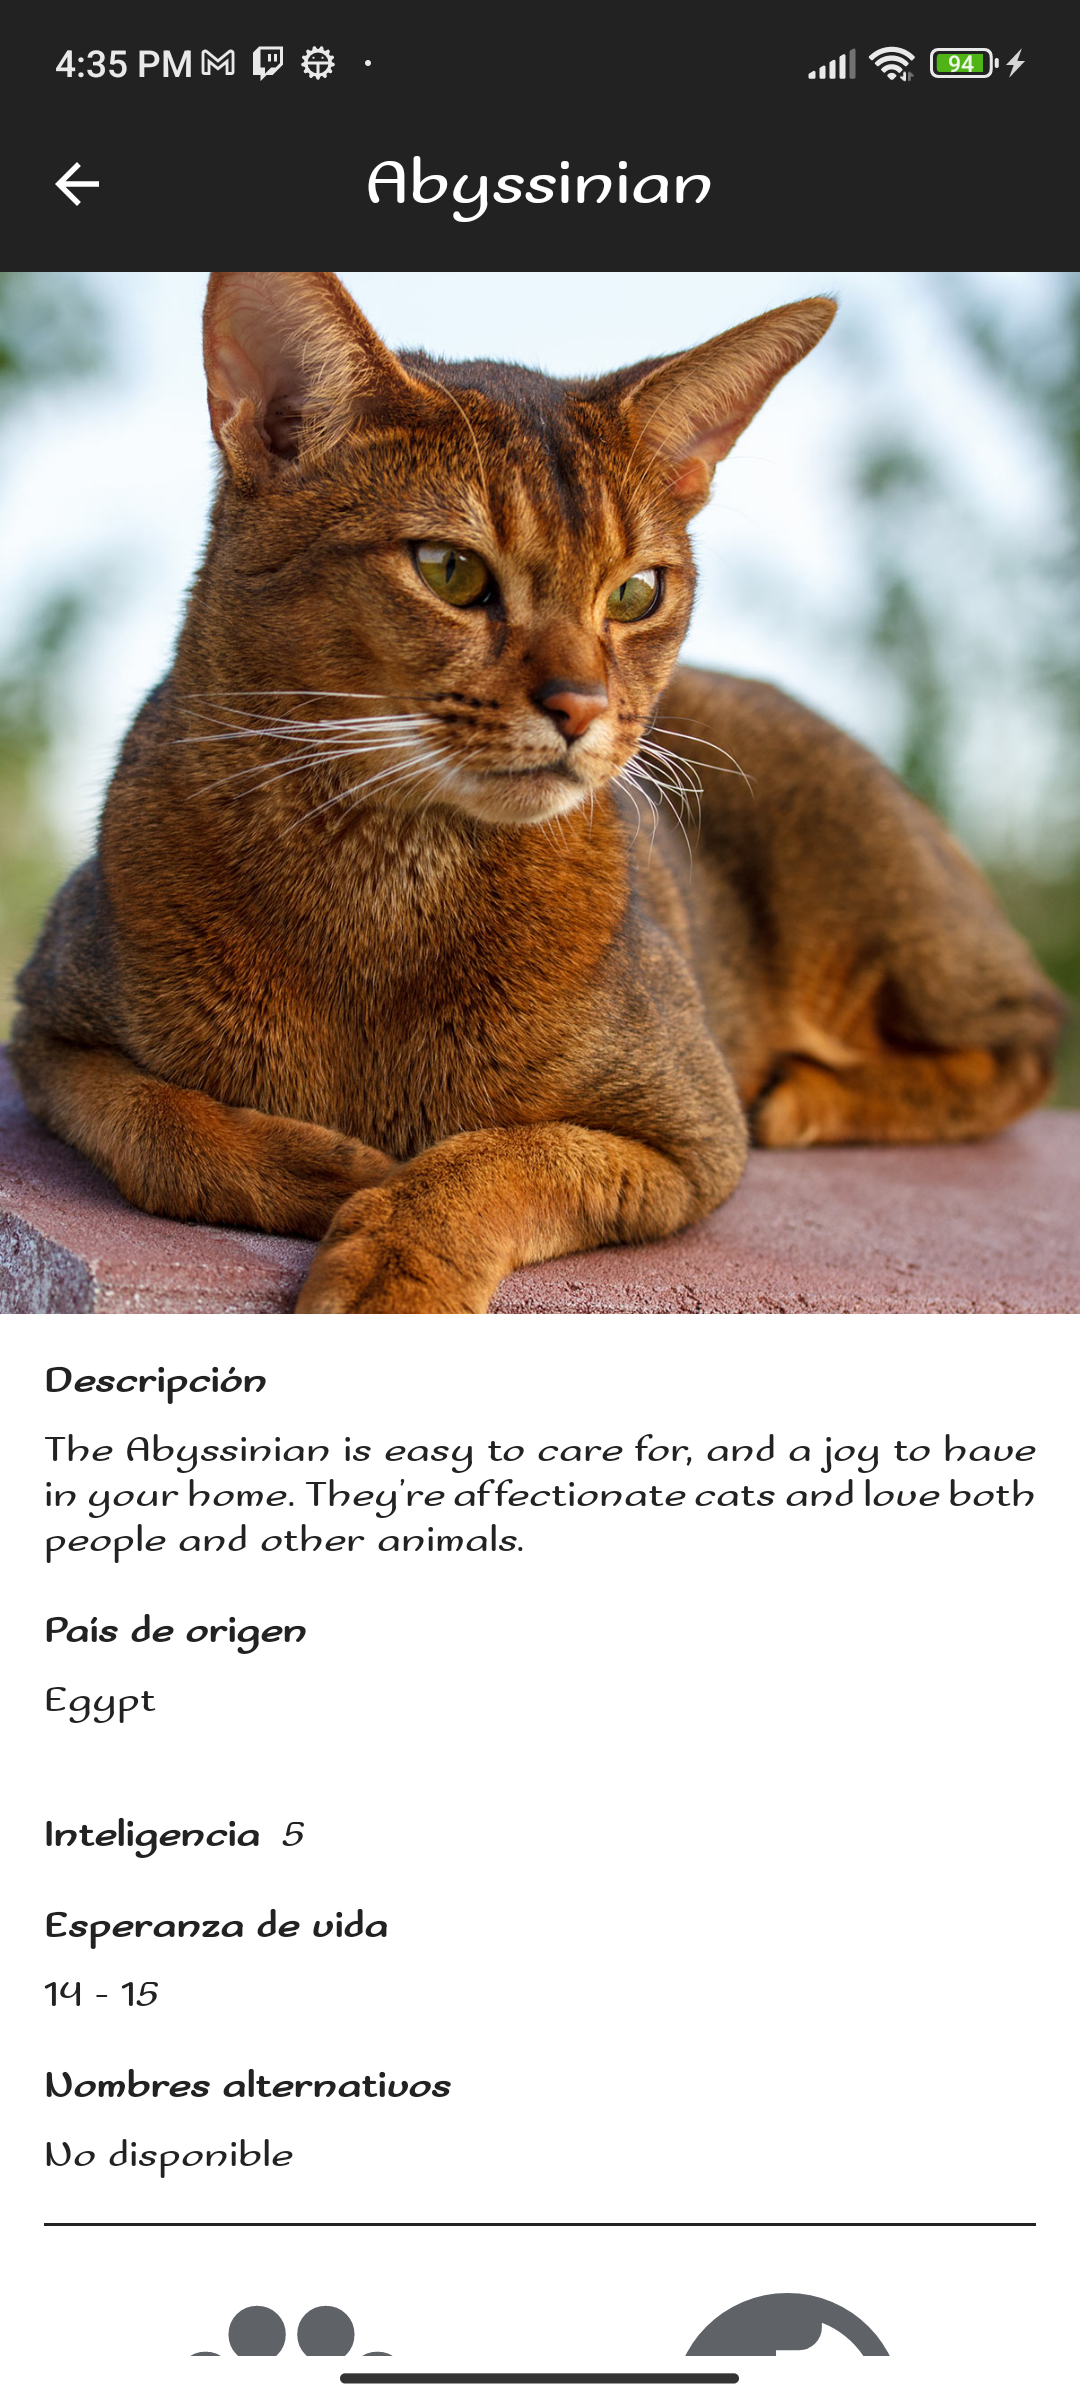 4:35 PM
94
Abyssinian
Descripción
The Abyssinian is easy to care for, and a joy to have
in your home. They're affectionate cats and love both
people and other animals.
País de origen
Egypt
Inteligencia 5
Esperanza de vida
14 - 15
Nombres alternativos
No disponible